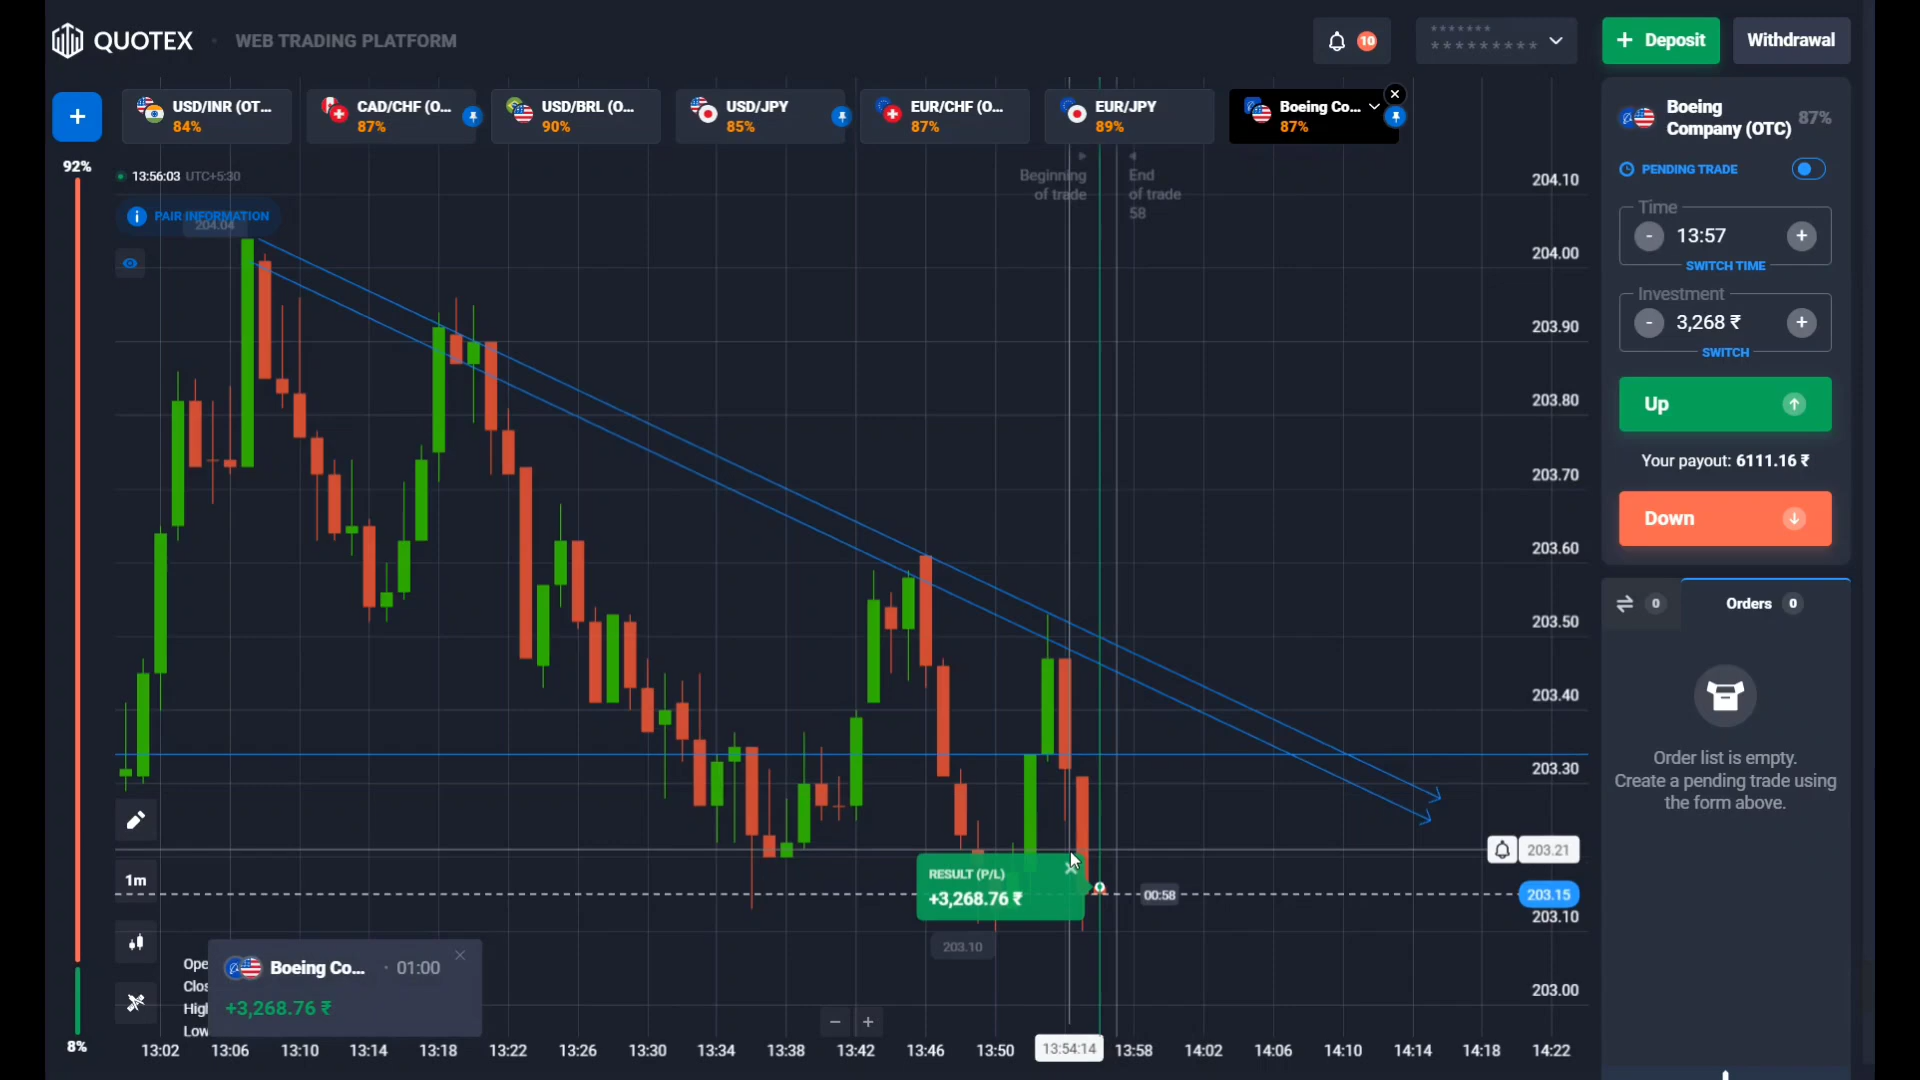 QUOTEX
WEB TRADING PLATFORM
10
*******
*********
+ Deposit
Withdrawal
+
USD/INR (OT...
84%
CAD/CHF (O...
87%
USD/BRL (O...
90%
USD/JPY
85%
EUR/CHF (O...
87%
EUR/JPY
89%
Boeing Co...
87%
92%
13:56:03 UTC+5:30
PAIR INFORMATION
204.04
Beginning
of trade
End
of trade
58
204.10
204.00
203.90
203.80
203.70
203.60
203.50
203.40
203.30
203.21
203.15
203.10
203.00
00:58
RESULT (P/L)
+3,268.76 ₹
203.10
1m
Ope
Clos
High
Low
Boeing Co... · 01:00
+3,268.76 ₹
8%
− +
13:02 13:06 13:10 13:14 13:18 13:22 13:26 13:30 13:34 13:38 13:42 13:46 13:50 13:54:14 13:58 14:02 14:06 14:10 14:14 14:18 14:22
Boeing
Company (OTC)
87%
PENDING TRADE
Time
- 13:57 +
SWITCH TIME
Investment
- 3,268 ₹ +
SWITCH
Up
Your payout: 6111.16 ₹
Down
0
Orders 0
Order list is empty.
Create a pending trade using
the form above.